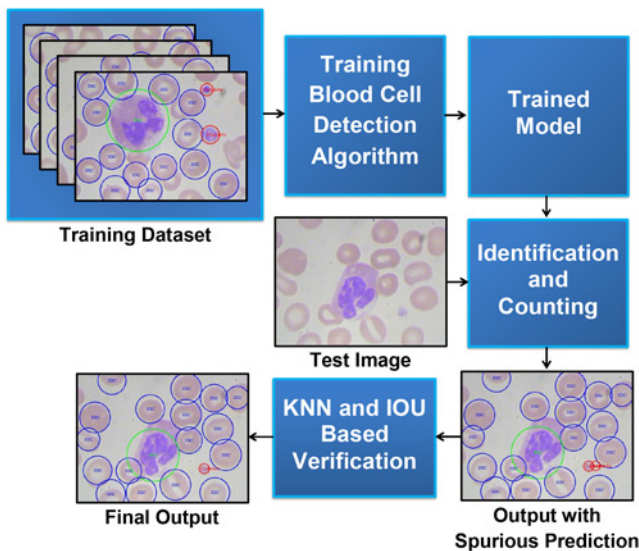 Training
Blood Cell
Detection
Algorithm
Trained
Model
Training Dataset
Identification
and
Counting
Test Image
KNN and IOU
Based
Verification
Final Output
Output with
Spurious Prediction